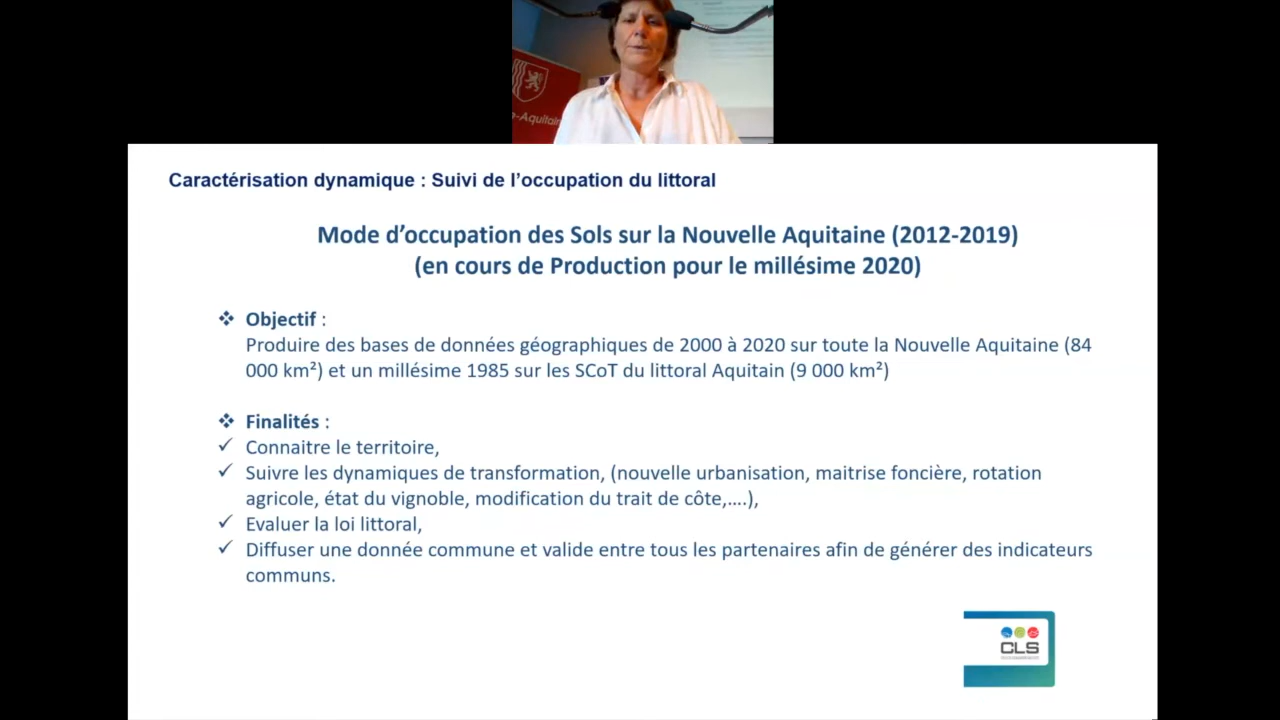 e-Aquitain
Caractérisation dynamique : Suivi de l'occupation du littoral
Mode d'occupation des Sols sur la Nouvelle Aquitaine (2012-2019)
(en cours de Production pour le millésime 2020)
❖ Objectif :
Produire des bases de données géographiques de 2000 à 2020 sur toute la Nouvelle Aquitaine (84
000 km²) et un millésime 1985 sur les SCoT du littoral Aquitain (9 000 km²)
❖ Finalités :
✓ Connaitre le territoire,
✓ Suivre les dynamiques de transformation, (nouvelle urbanisation, maitrise foncière, rotation
agricole, état du vignoble, modification du trait de côte,....),
✓ Evaluer la loi littoral,
✓ Diffuser une donnée commune et valide entre tous les partenaires afin de générer des indicateurs
communs.
CLS